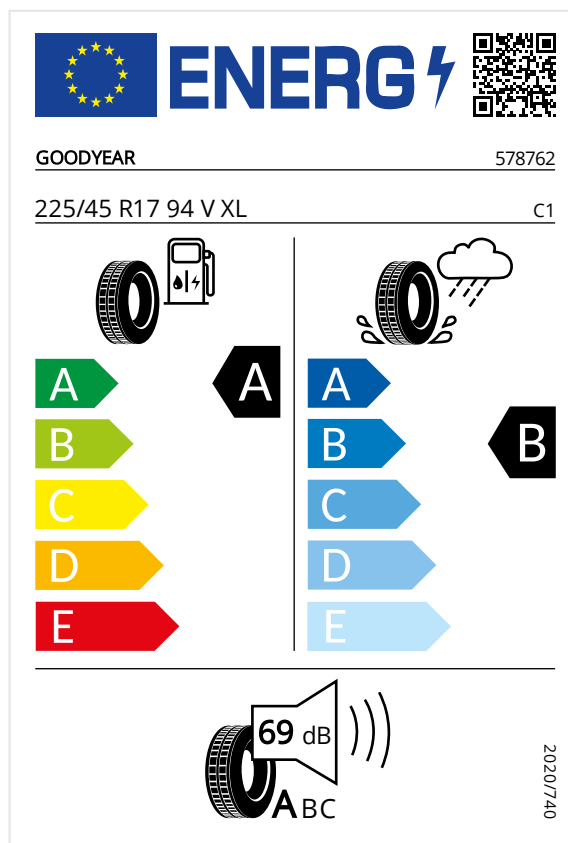 ENERG
GOODYEAR 578762
225/45 R17 94 V XL C1
A A A
B B B
C C
D D
E E
69 dB
ABC
2020/740